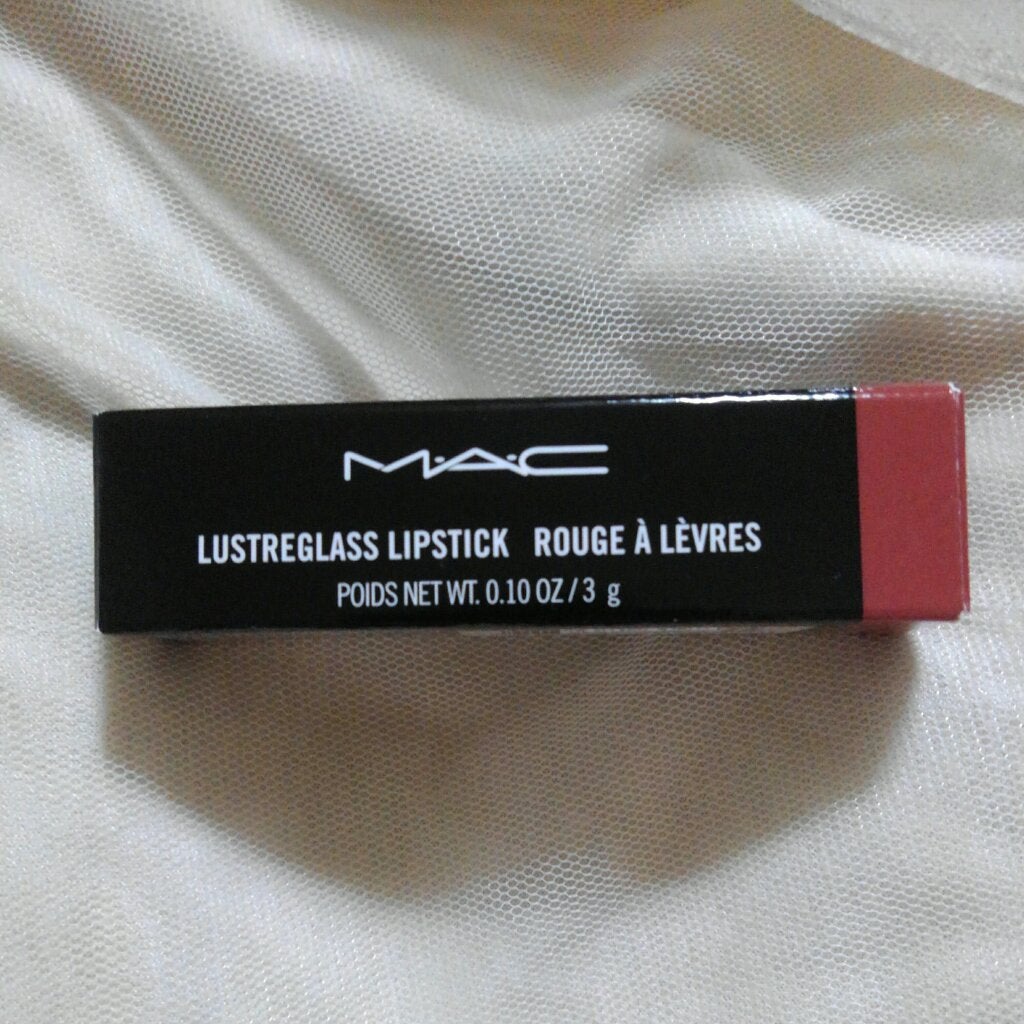 M·A·C
LUSTREGLASS LIPSTICK ROUGE À LÈVRES
POIDS NET WT. 0.10 OZ / 3 g